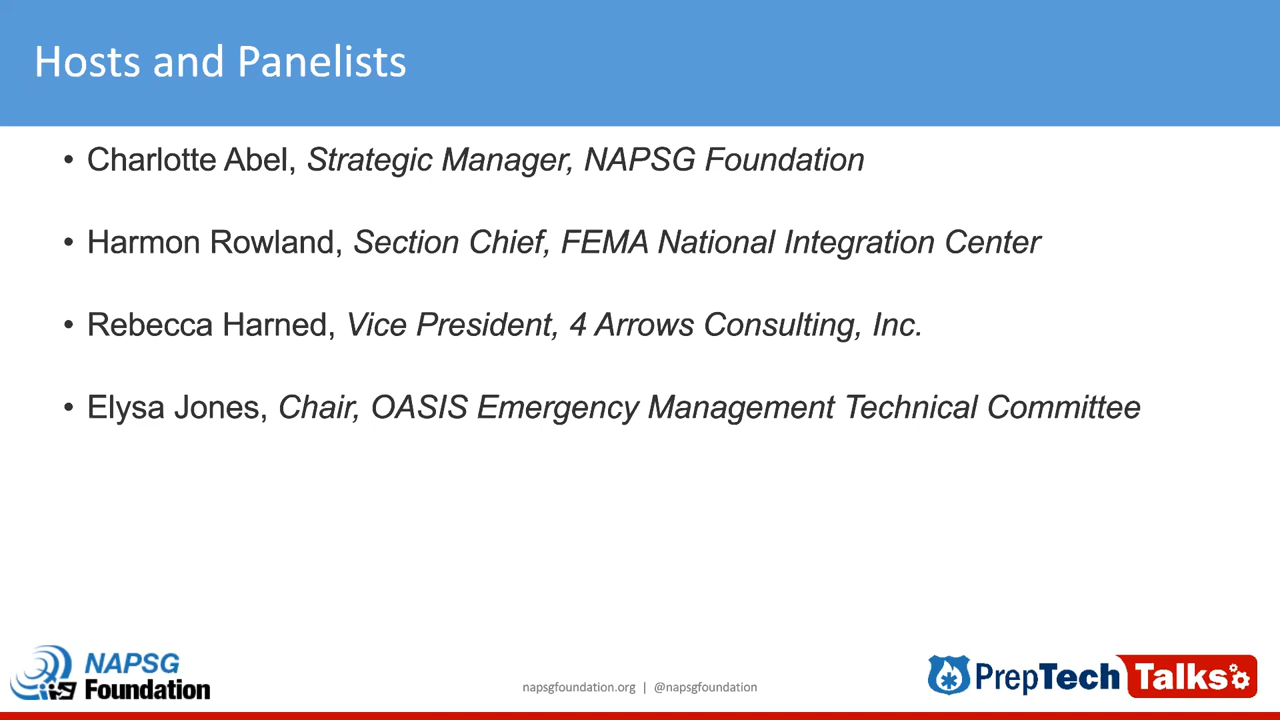 Hosts and Panelists
• Charlotte Abel, Strategic Manager, NAPSG Foundation
• Harmon Rowland, Section Chief, FEMA National Integration Center
• Rebecca Harned, Vice President, 4 Arrows Consulting, Inc.
• Elysa Jones, Chair, OASIS Emergency Management Technical Committee
NAPSG
Foundation
napsgfoundation.org | @napsgfoundation
PrepTech Talks